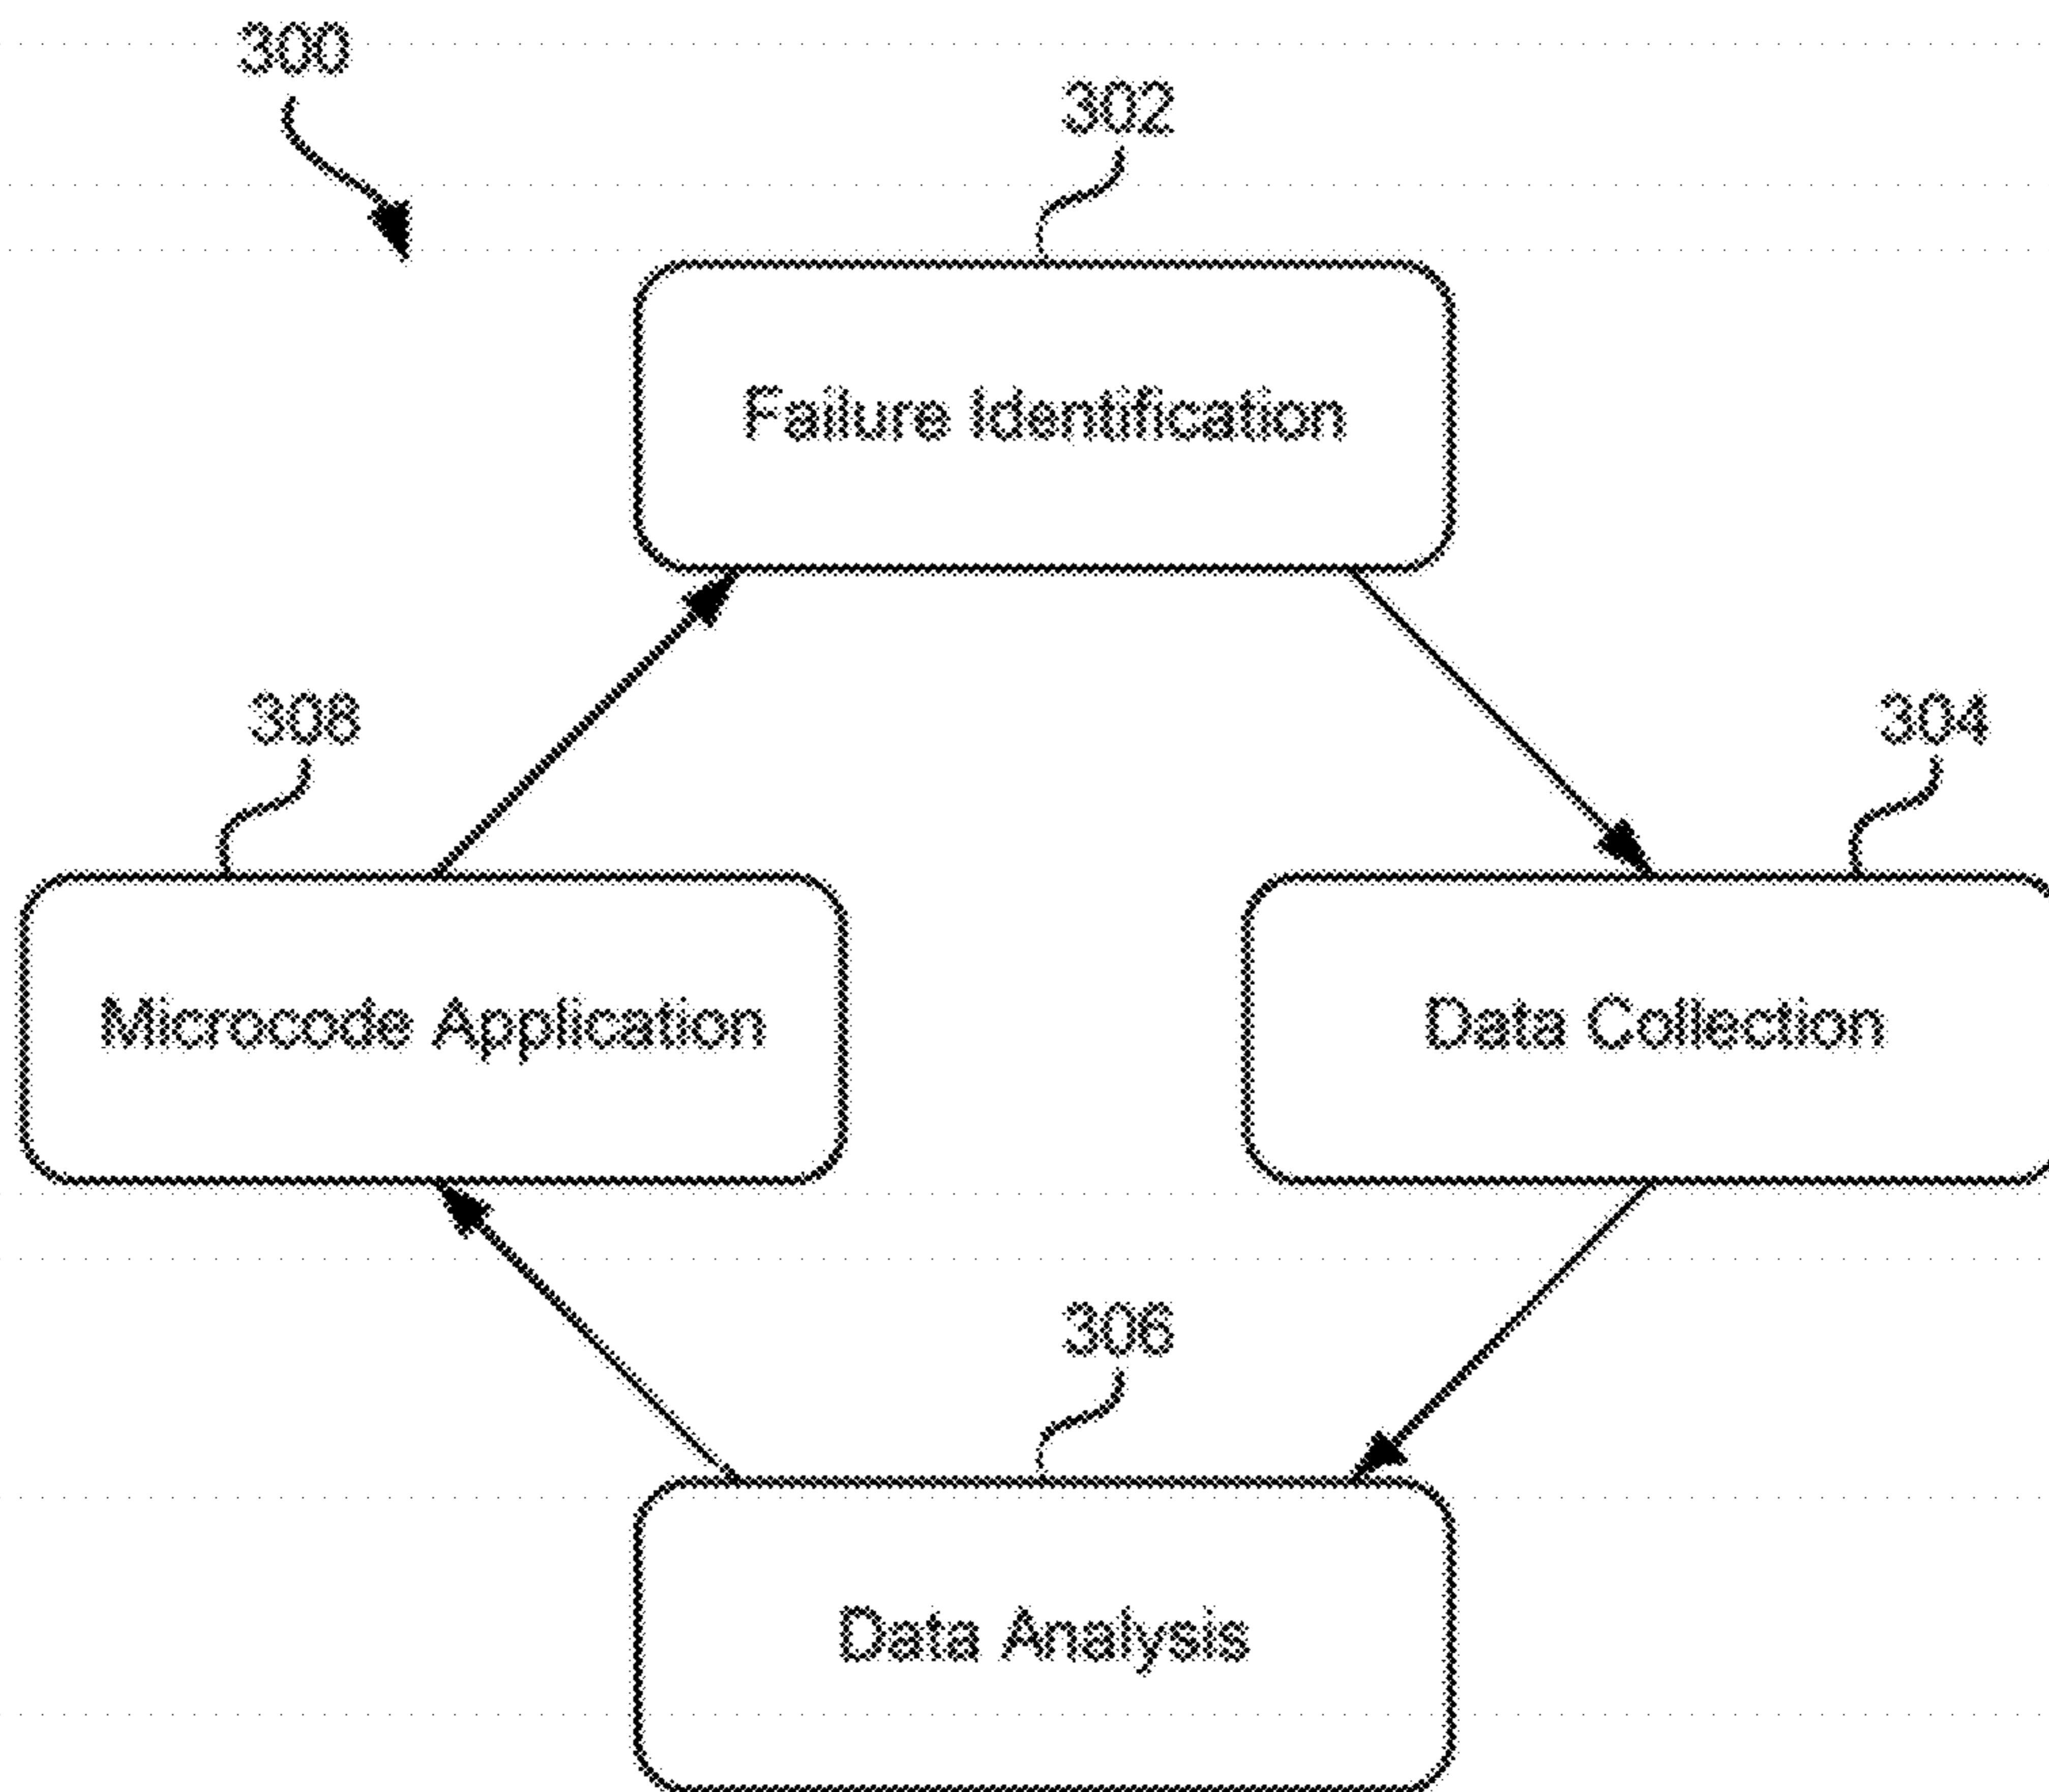 300
302
Failure Identification
308
304
Microcode Application
Data Collection
306
Data Analysis